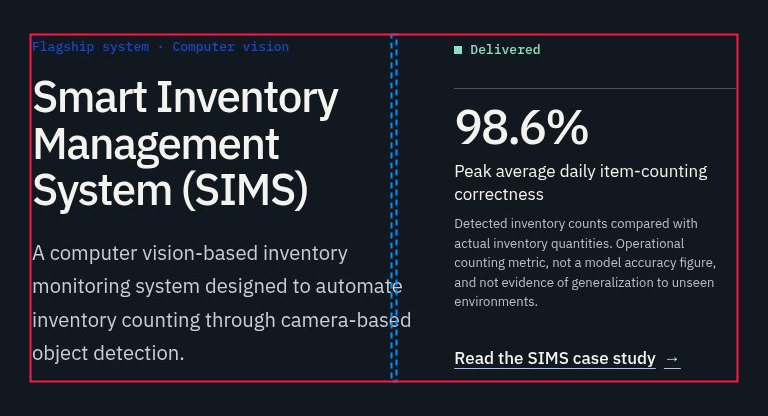 Flagship system · Computer vision
Smart Inventory
Management
System (SIMS)
A computer vision-based inventory
monitoring system designed to automate
inventory counting through camera-based
object detection.
Delivered
98.6%
Peak average daily item-counting
correctness
Detected inventory counts compared with
actual inventory quantities. Operational
counting metric, not a model accuracy figure,
and not evidence of generalization to unseen
environments.
Read the SIMS case study →